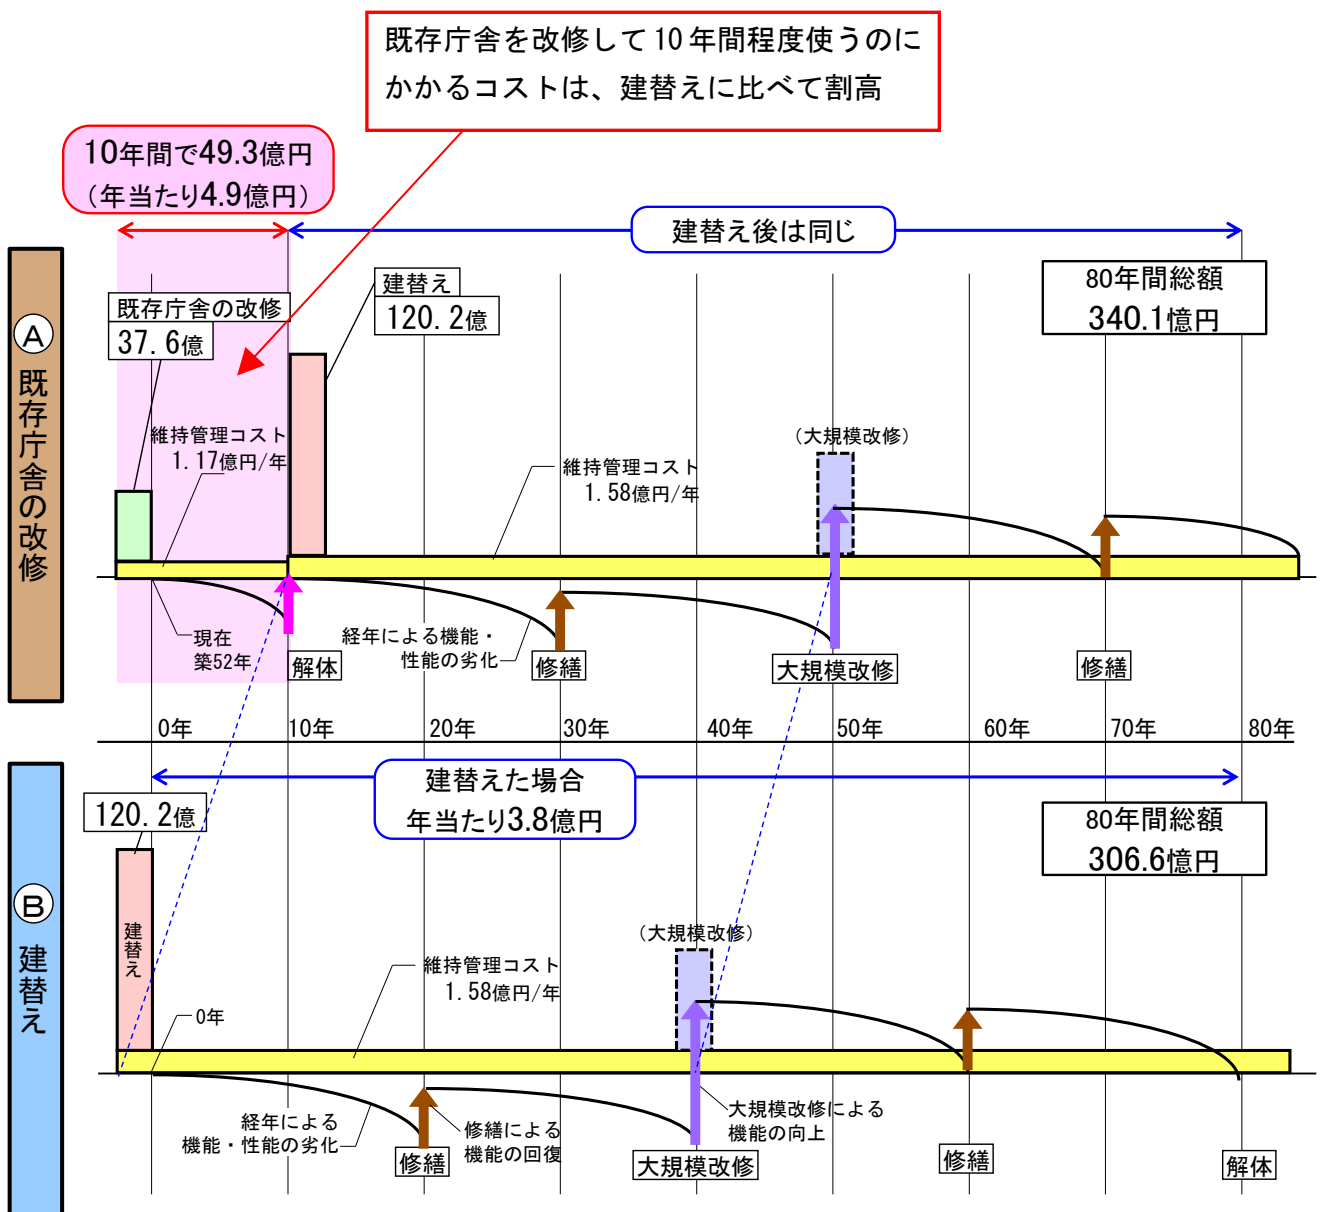 既存庁舎を改修して10年間程度使うのに
かかるコストは、建替えに比べて割高
10年間で49.3億円
（年当たり4.9億円）
建替え後は同じ
Ⓐ 既存庁舎の改修
既存庁舎の改修
37.6億
建替え
120.2億
80年間総額
340.1憶円
維持管理コスト
1.17億円/年
維持管理コスト
1.58億円/年
（大規模改修）
現在
築52年
解体
経年による機能・
性能の劣化
修繕
大規模改修
修繕
0年 10年 20年 30年 40年 50年 60年 70年 80年
Ⓑ 建替え
建替えた場合
年当たり3.8億円
120.2億
建替え
80年間総額
306.6憶円
（大規模改修）
維持管理コスト
1.58億円/年
0年
経年による
機能・性能の劣化
修繕による
機能の回復
大規模改修による
機能の向上
修繕
大規模改修
修繕
解体